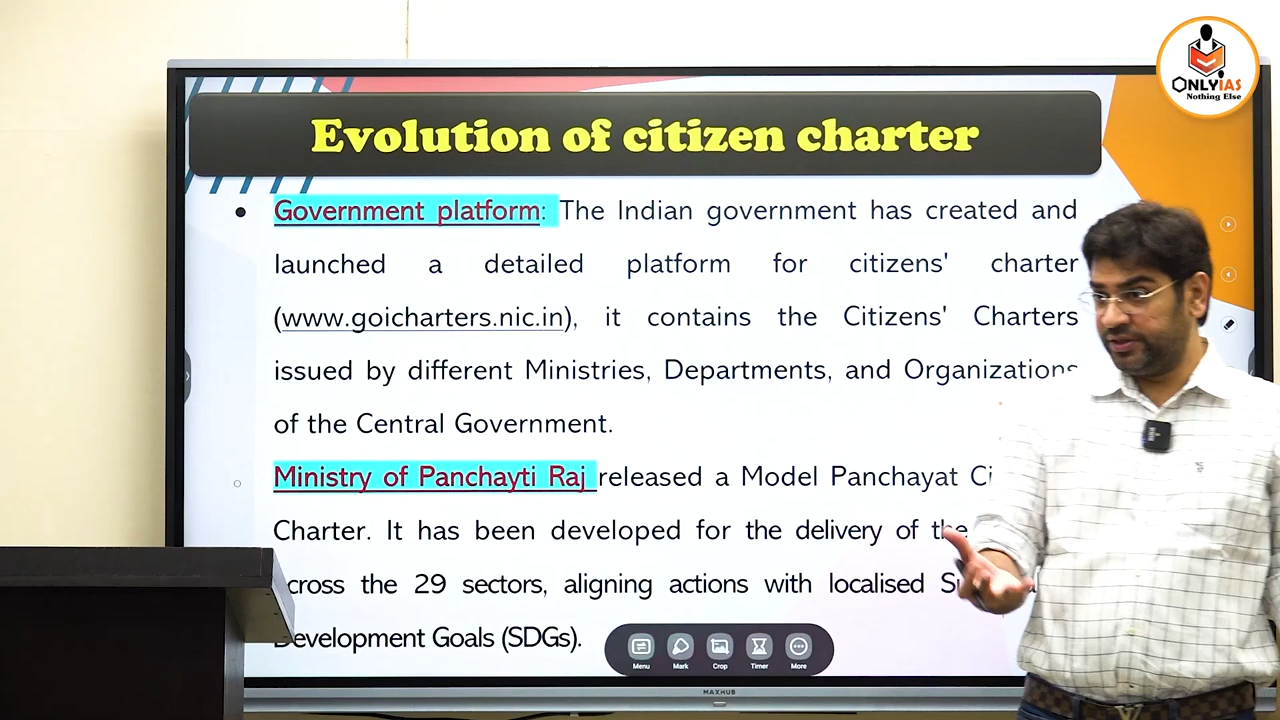 ONLYIAS
Nothing Else
Evolution of citizen charter
Government platform: The Indian government has created and
launched a detailed platform for citizens' charter
(www.goicharters.nic.in), it contains the Citizens' Charters
issued by different Ministries, Departments, and Organizations
of the Central Government.
Ministry of Panchayti Raj released a Model Panchayat
Charter. It has been developed for the delivery of the
across the 29 sectors, aligning actions with localised
Development Goals (SDGs).
Menu Mark Crop Timer More
MAXHUB